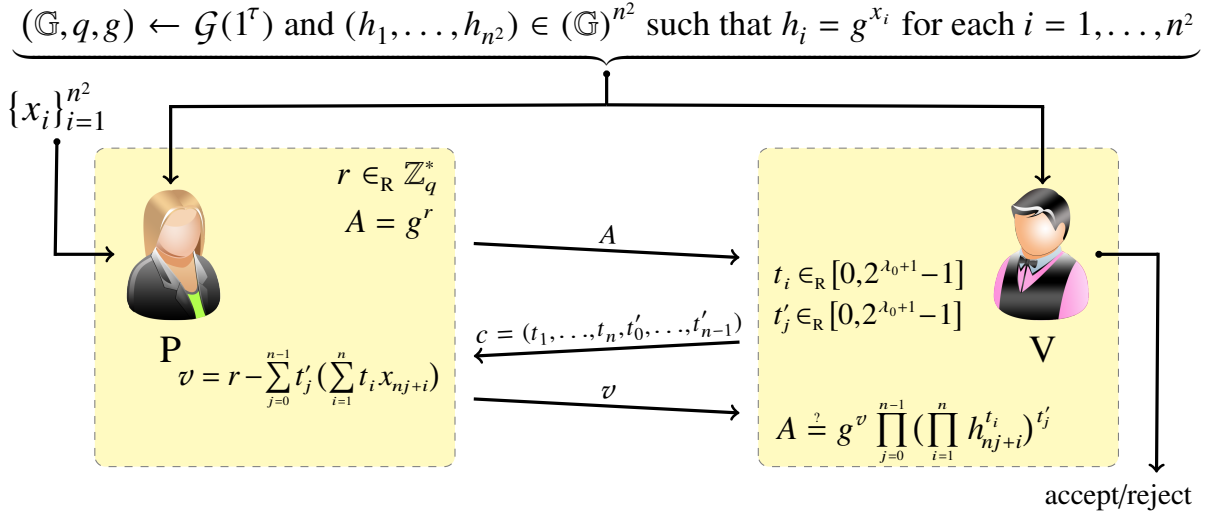 (𝔾, q, g) ← 𝒢(1^τ) and (h_1, …, h_{n^2}) ∈ (𝔾)^{n^2} such that h_i = g^{x_i} for each i = 1, …, n^2
{x_i}_{i=1}^{n^2}
r ∈_R ℤ_q^*
A = g^r
A
t_i ∈_R [0, 2^{λ_0+1} − 1]
t'_j ∈_R [0, 2^{λ_0+1} − 1]
c = (t_1, …, t_n, t'_0, …, t'_{n−1})
P
V
v = r − ∑_{j=0}^{n−1} t'_j (∑_{i=1}^{n} t_i x_{nj+i})
v
A ≟ g^v ∏_{j=0}^{n−1} (∏_{i=1}^{n} h_{nj+i}^{t_i})^{t'_j}
accept/reject